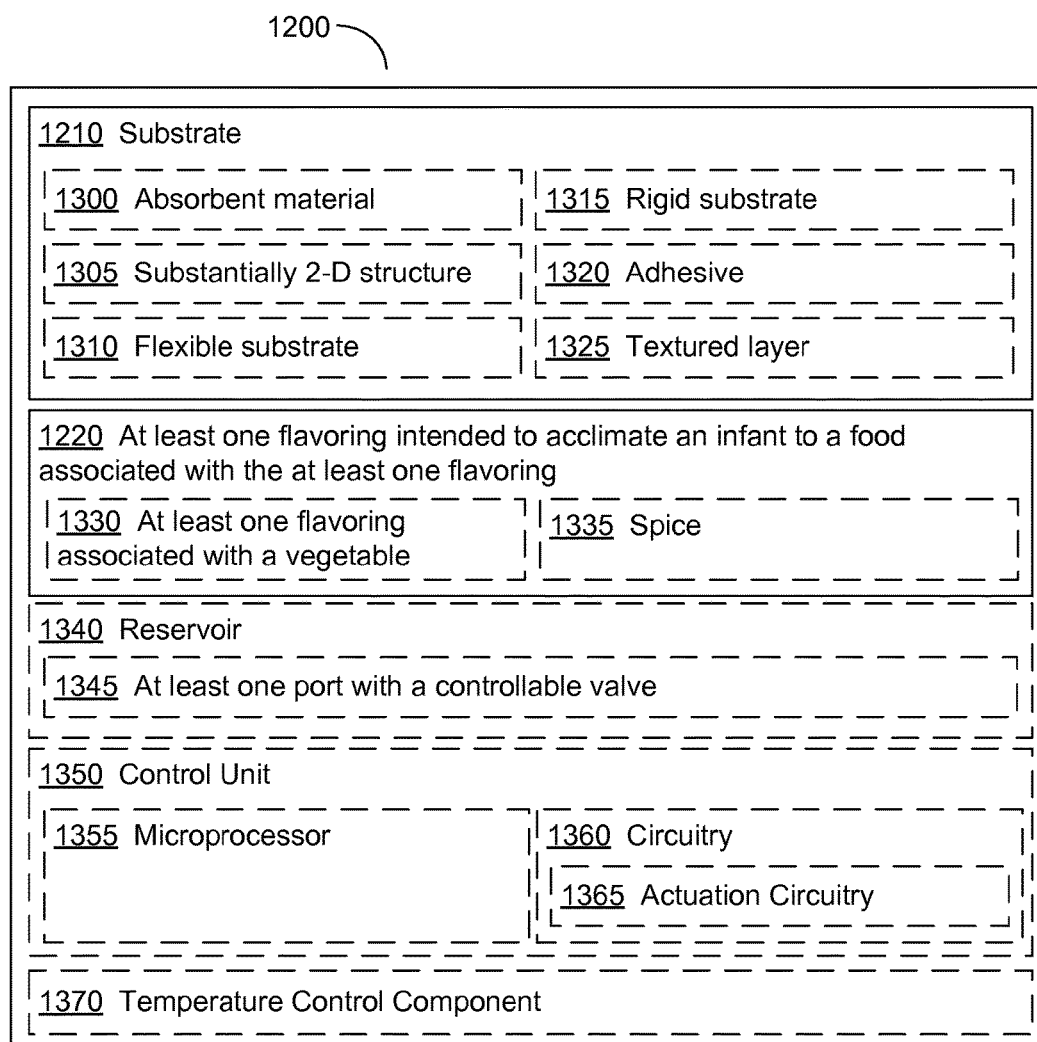 1200
1210 Substrate
1300 Absorbent material
1315 Rigid substrate
1305 Substantially 2-D structure
1320 Adhesive
1310 Flexible substrate
1325 Textured layer
1220 At least one flavoring intended to acclimate an infant to a food
associated with the at least one flavoring
1330 At least one flavoring
associated with a vegetable
1335 Spice
1340 Reservoir
1345 At least one port with a controllable valve
1350 Control Unit
1355 Microprocessor
1360 Circuitry
1365 Actuation Circuitry
1370 Temperature Control Component